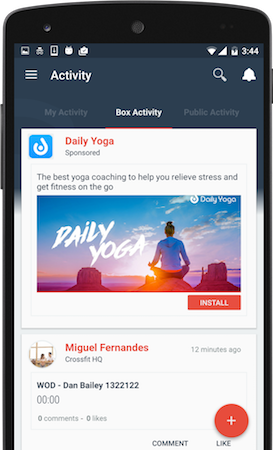 3:44
Activity
My Activity Box Activity Public Activity
Daily Yoga
Sponsored
The best yoga coaching to help you relieve stress and
get fitness on the go
Daily Yoga
DAILY
YOGA
INSTALL
Miguel Fernandes 12 minutes ago
Crossfit HQ
WOD - Dan Bailey 1322122
00:00
0 comments - 0 likes
+
COMMENT LIKE